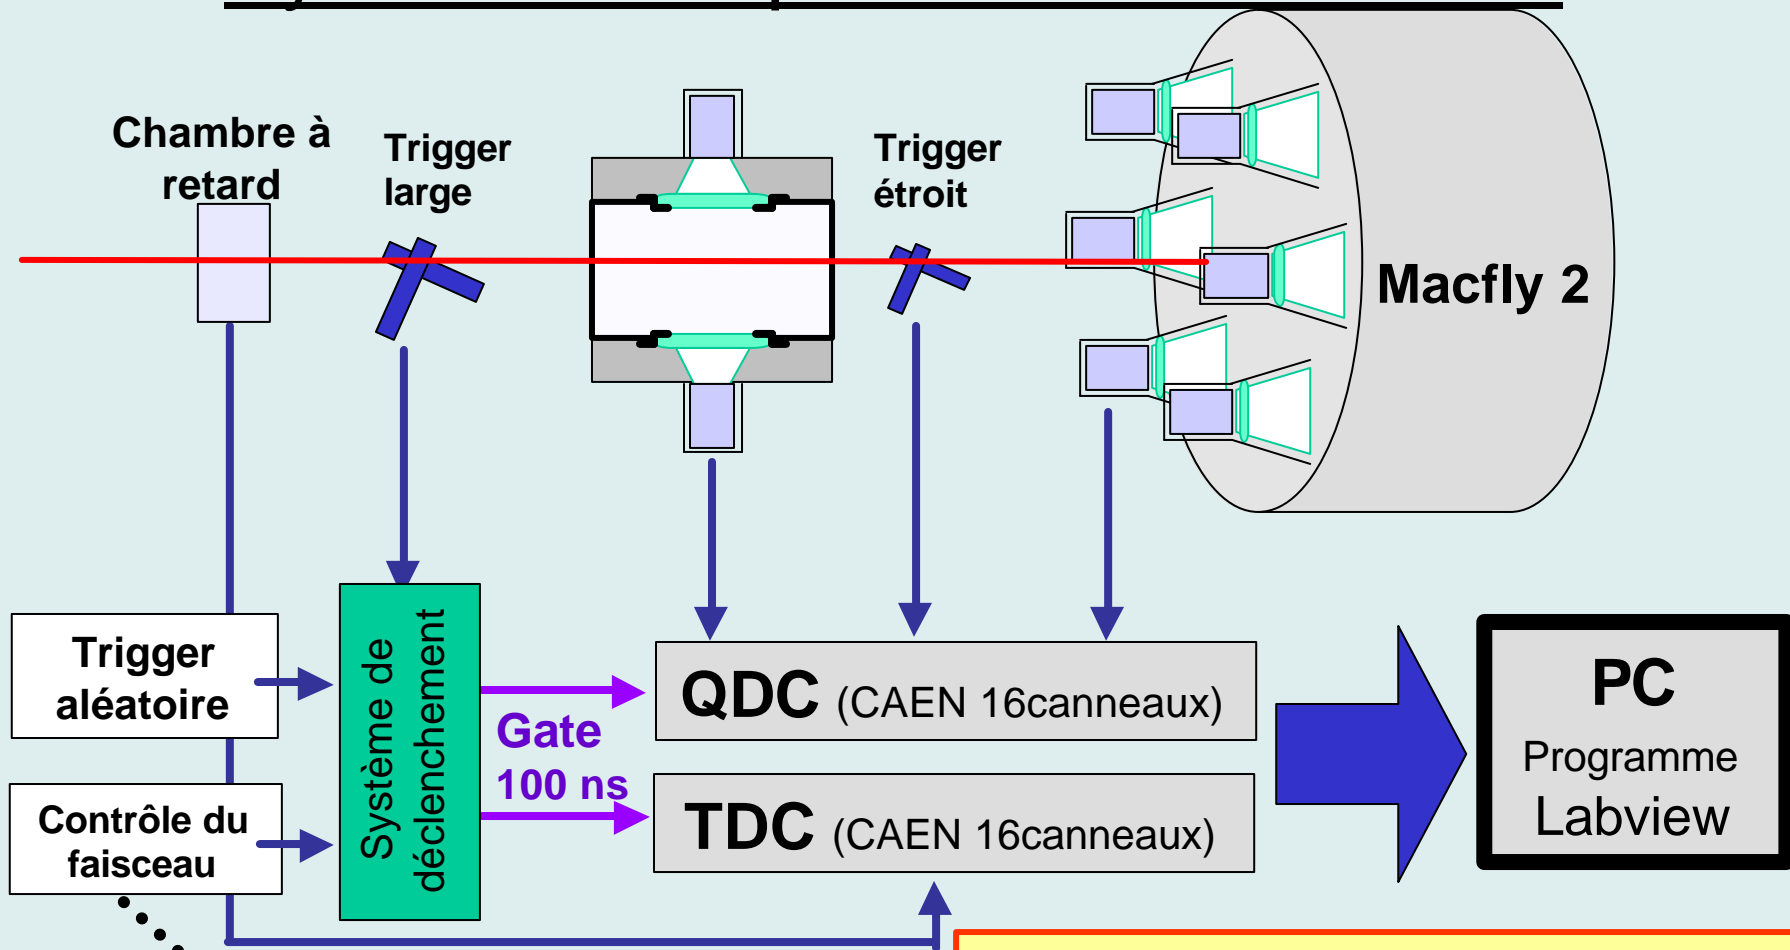 Chambre à
retard
Trigger
large
Trigger
étroit
Macfly 2
Trigger
aléatoire
Contrôle du
faisceau
Système de
déclenchement
Gate
100 ns
QDC (CAEN 16canneaux)
TDC (CAEN 16canneaux)
PC
Programme
Labview